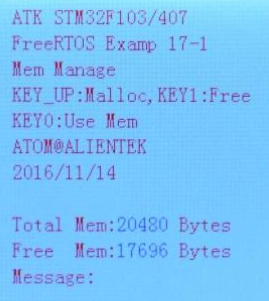 ATK STM32F103/407
FreeRTOS Examp 17-1
Mem Manage
KEY_UP:Malloc,KEY1:Free
KEY0:Use Mem
ATOM@ALIENTEK
2016/11/14
Total Mem:20480 Bytes
Free Mem:17696 Bytes
Message: